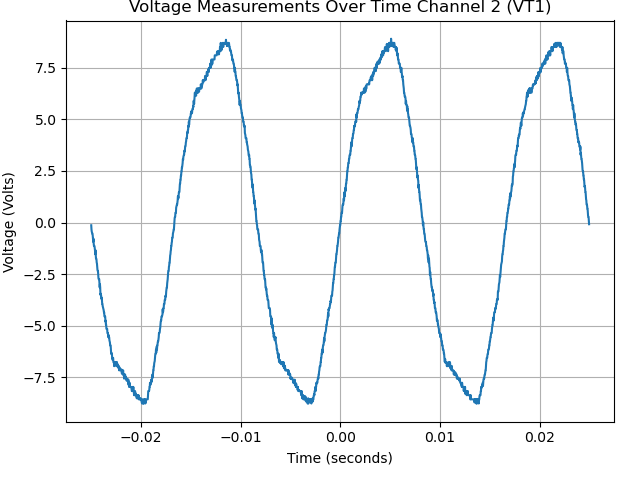 Voltage Measurements Over Time Channel 2 (VT1)
7.5
5.0
2.5
0.0
−2.5
−5.0
−7.5
Voltage (Volts)
−0.02 −0.01 0.00 0.01 0.02
Time (seconds)